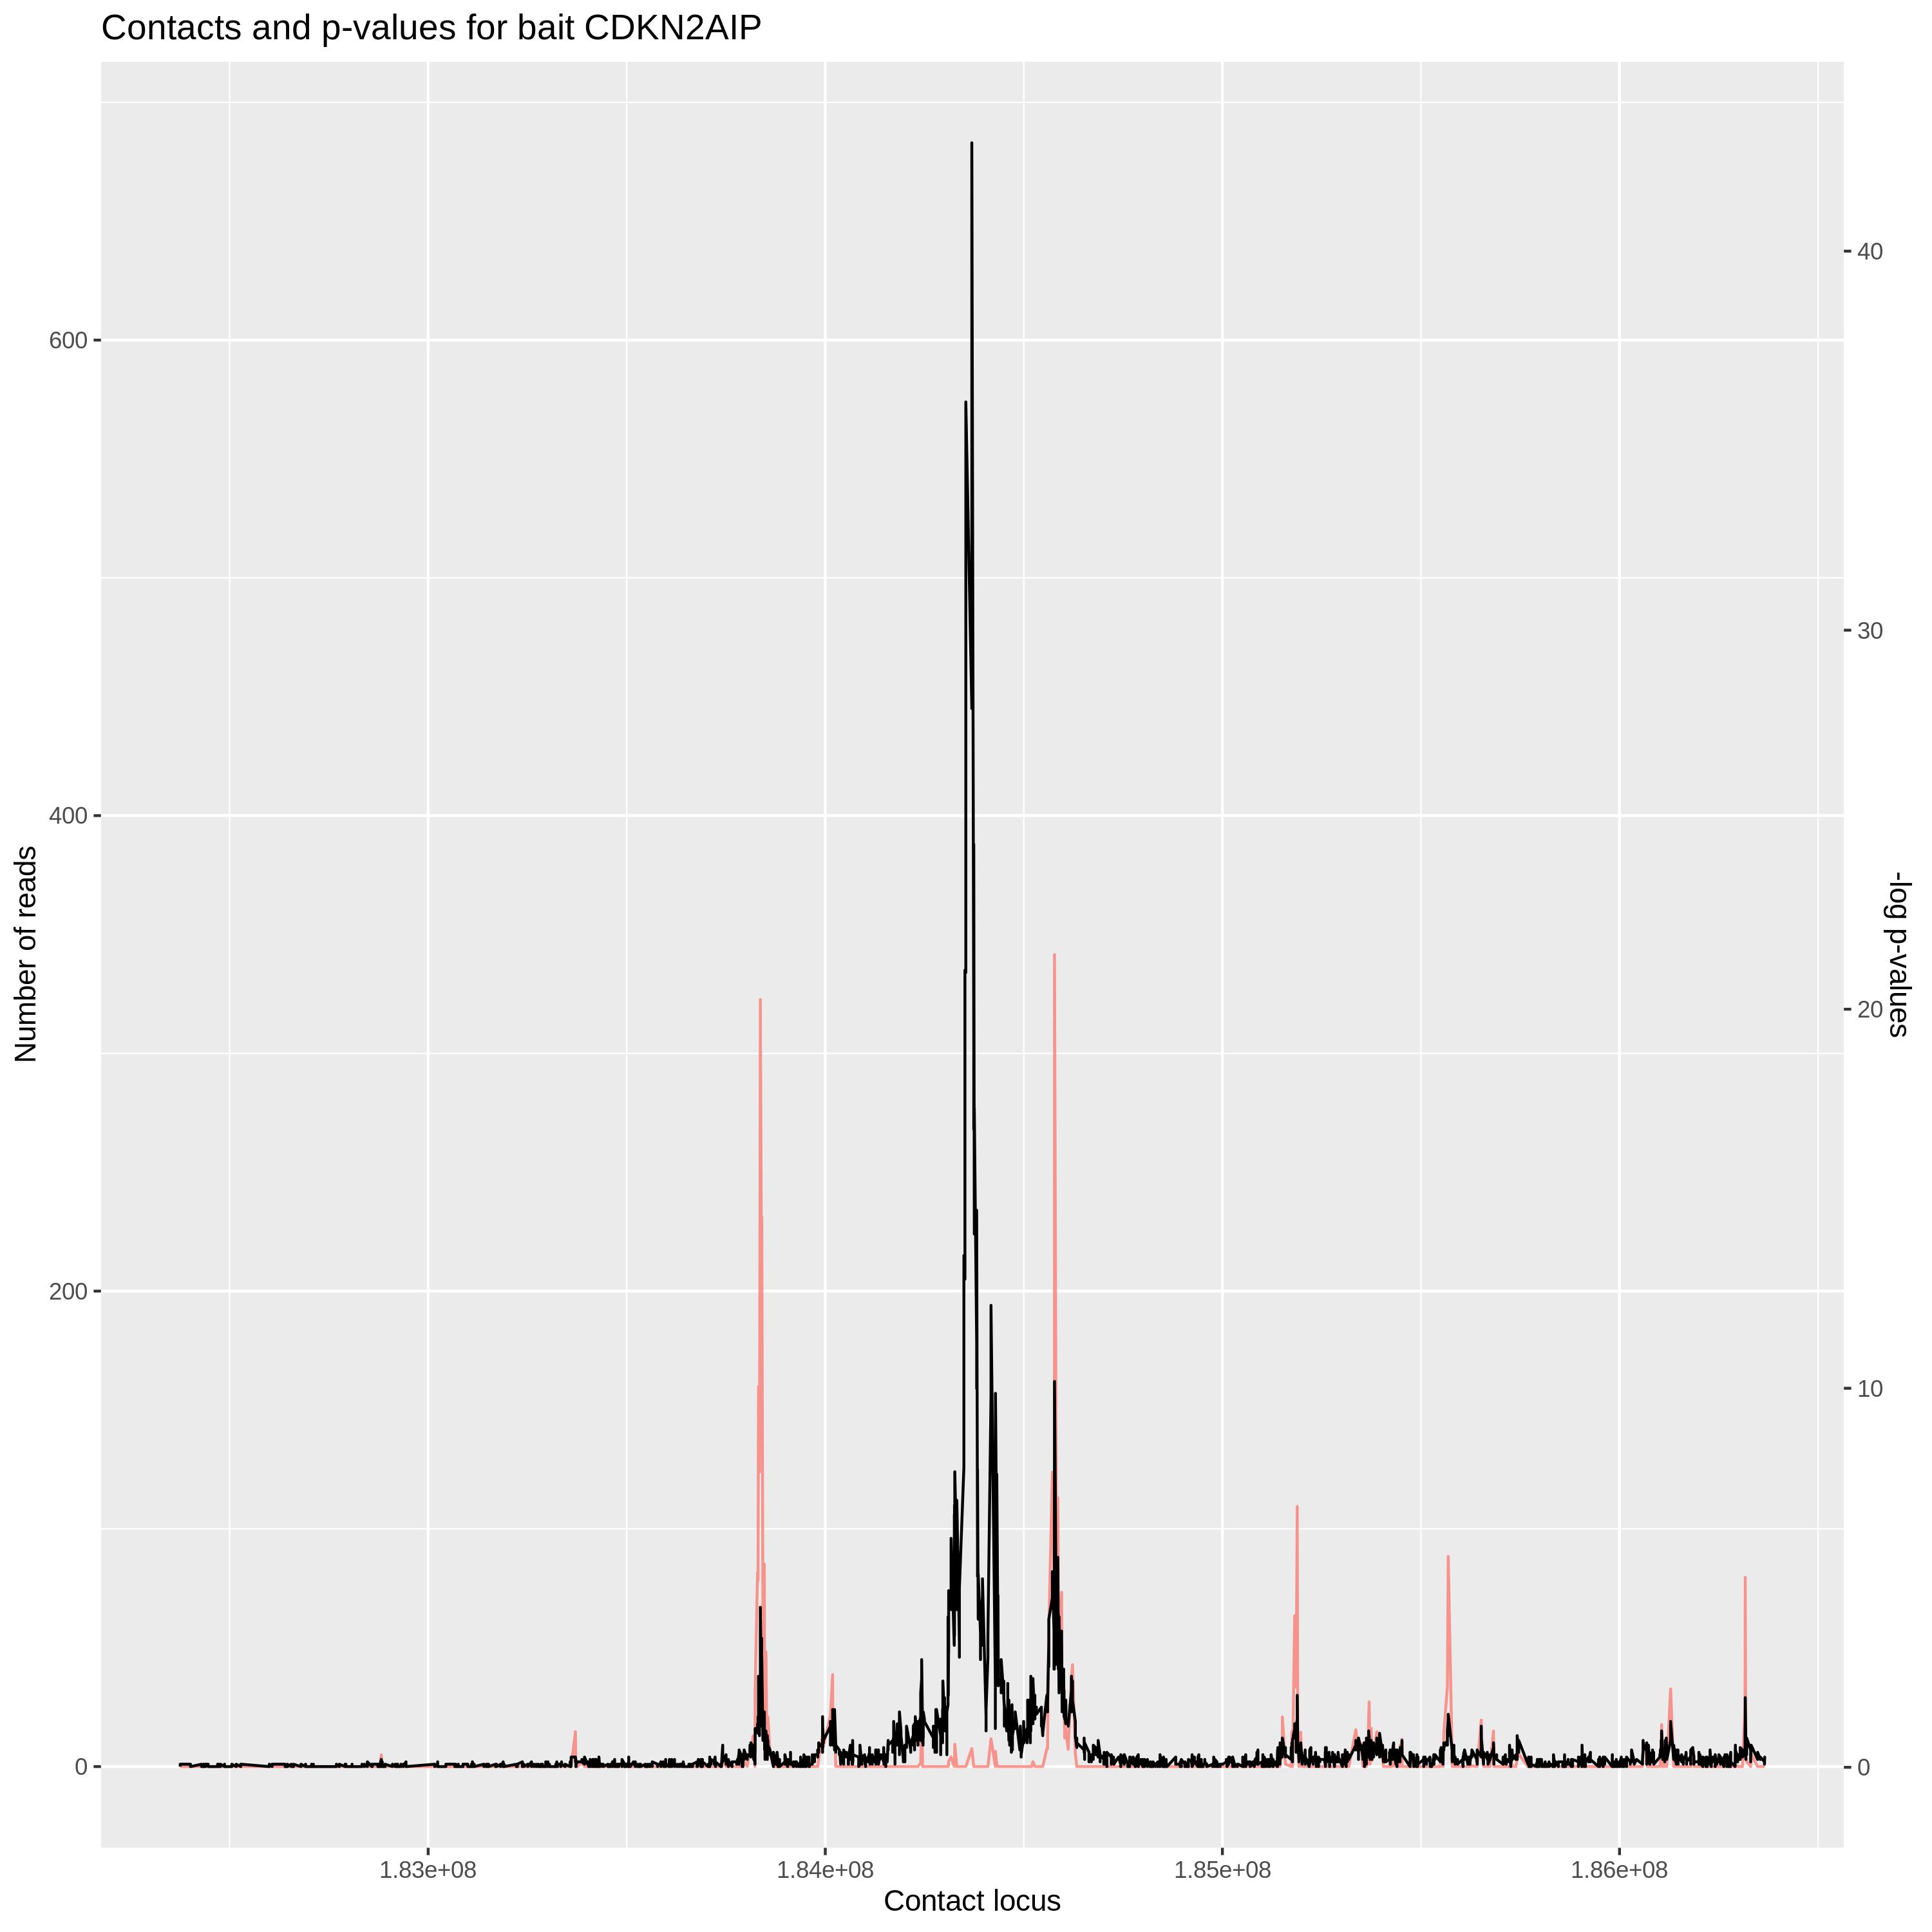 Contacts and p-values for bait CDKN2AIP
600
400
200
0
Number of reads
40
30
20
10
0
-log p-values
1.83e+08
1.84e+08
1.85e+08
1.86e+08
Contact locus